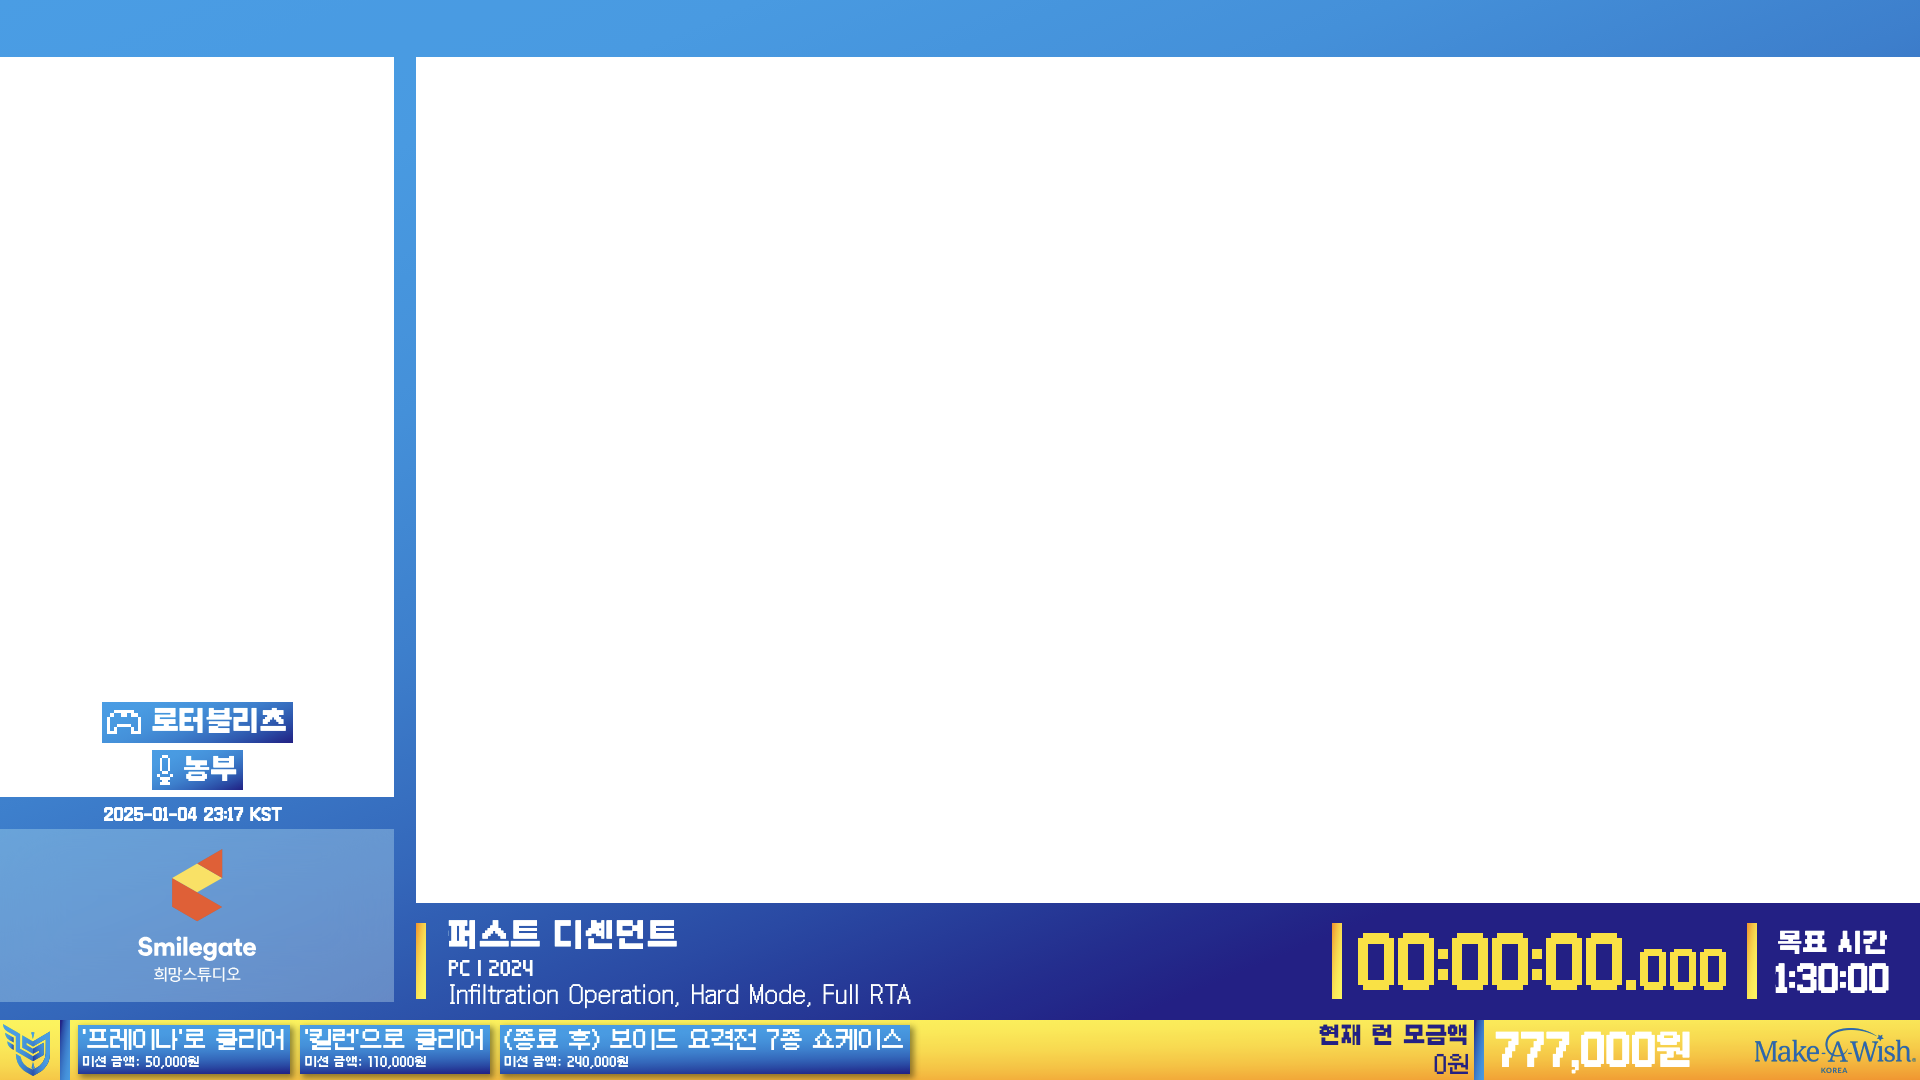 로터블리츠
농부
2025-01-04 23:17 KST
Smilegate
희망스튜디오
퍼스트 디센던트
PC | 2024
Infiltration Operation, Hard Mode, Full RTA
00:00:00.000
목표 시간
1:30:00
'프레이나'로 클리어
미션 금액: 50,000원
'킬런'으로 클리어
미션 금액: 110,000원
(종료 후) 보이드 요격전 7종 쇼케이스
미션 금액: 240,000원
현재 런 모금액
0원
777,000원
Make-A-Wish.
KOREA